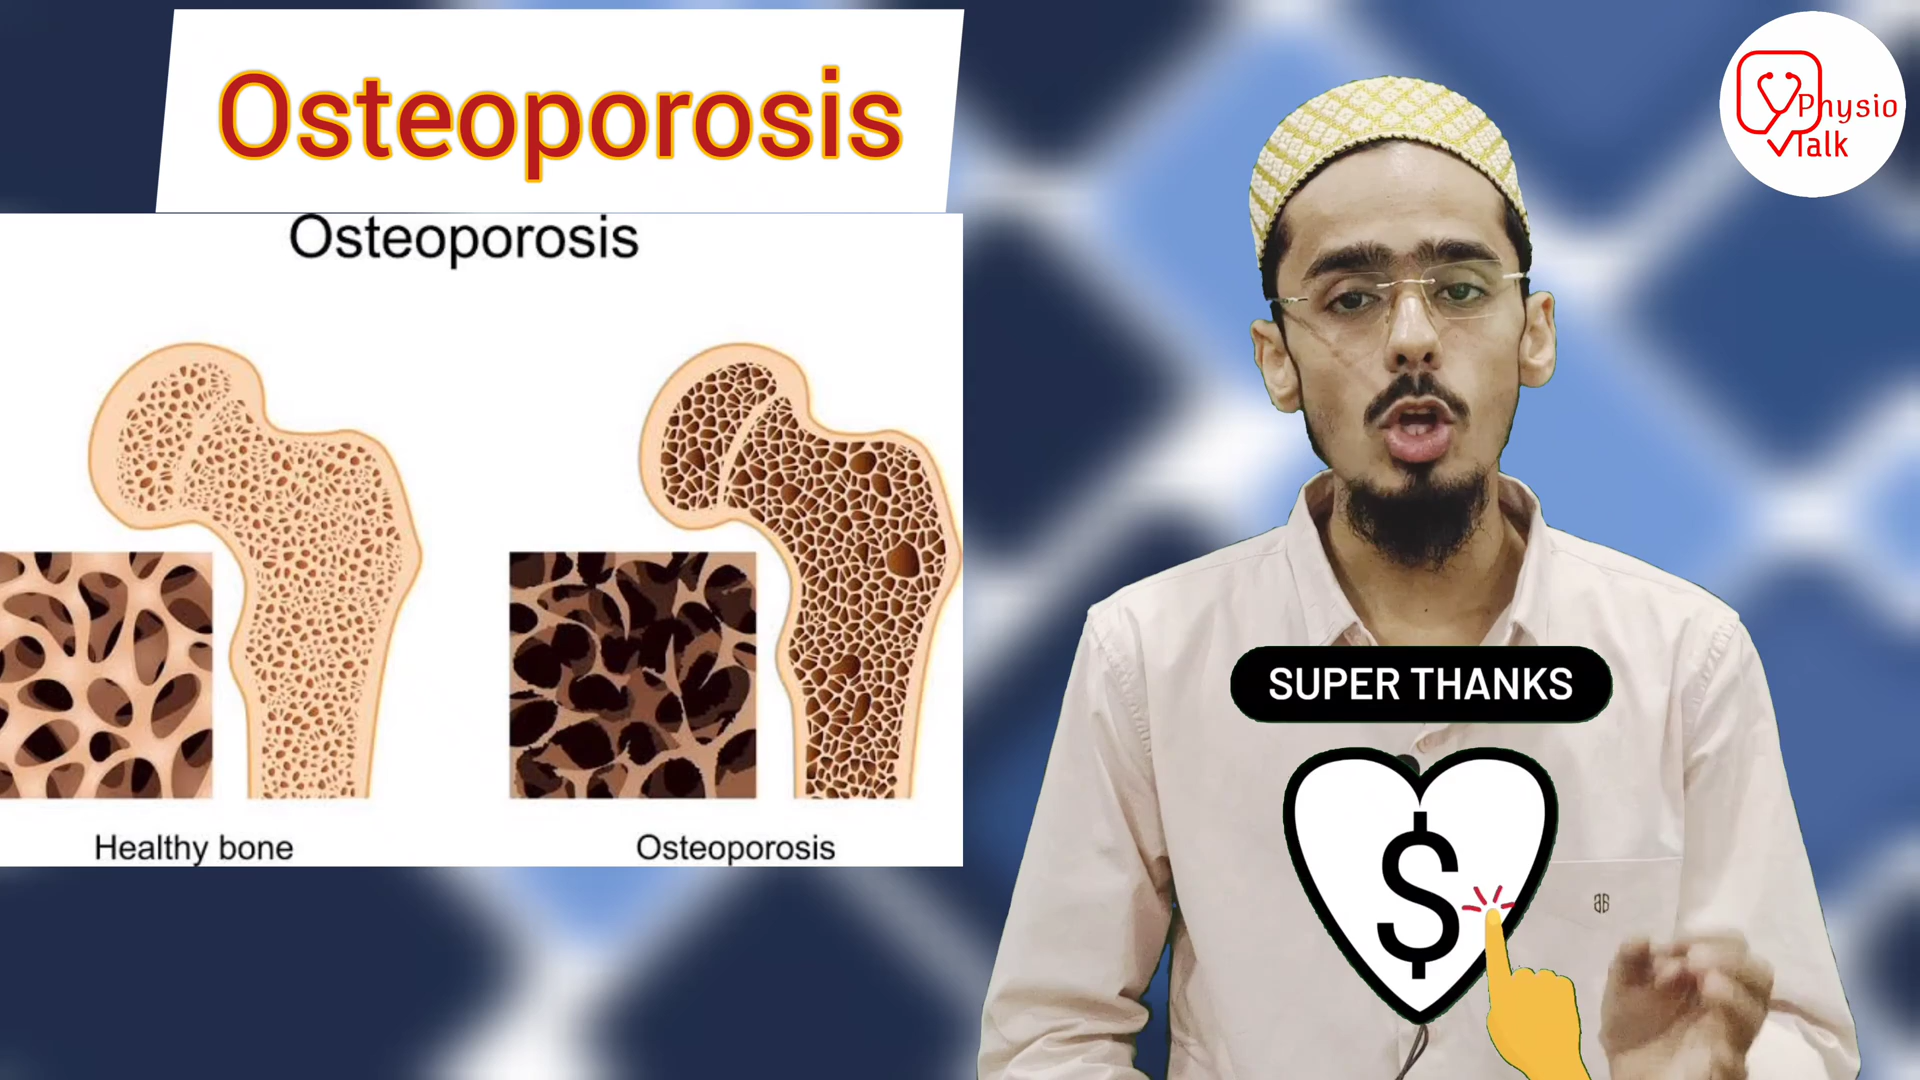 Osteoporosis
Osteoporosis
Healthy bone
Osteoporosis
Physio
Talk
SUPER THANKS
$